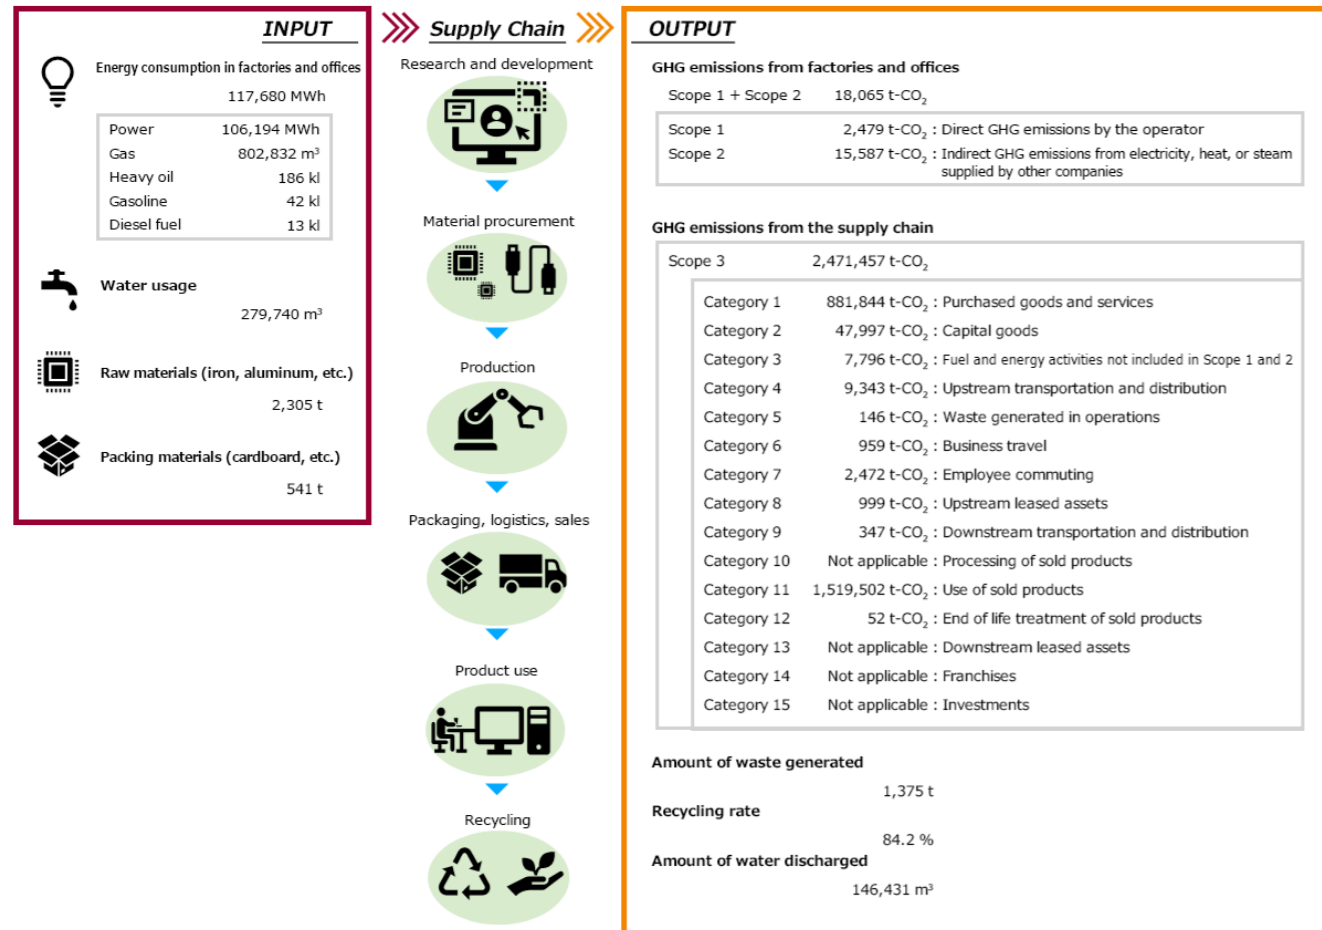 INPUT
Energy consumption in factories and offices
117,680 MWh
Power 106,194 MWh
Gas 802,832 m³
Heavy oil 186 kl
Gasoline 42 kl
Diesel fuel 13 kl
Water usage
279,740 m³
Raw materials (iron, aluminum, etc.)
2,305 t
Packing materials (cardboard, etc.)
541 t
Supply Chain
Research and development
Material procurement
Production
Packaging, logistics, sales
Product use
Recycling
OUTPUT
GHG emissions from factories and offices
Scope 1 + Scope 2 18,065 t-CO₂
Scope 1 2,479 t-CO₂ : Direct GHG emissions by the operator
Scope 2 15,587 t-CO₂ : Indirect GHG emissions from electricity, heat, or steam
supplied by other companies
GHG emissions from the supply chain
Scope 3 2,471,457 t-CO₂
Category 1 881,844 t-CO₂ : Purchased goods and services
Category 2 47,997 t-CO₂ : Capital goods
Category 3 7,796 t-CO₂ : Fuel and energy activities not included in Scope 1 and 2
Category 4 9,343 t-CO₂ : Upstream transportation and distribution
Category 5 146 t-CO₂ : Waste generated in operations
Category 6 959 t-CO₂ : Business travel
Category 7 2,472 t-CO₂ : Employee commuting
Category 8 999 t-CO₂ : Upstream leased assets
Category 9 347 t-CO₂ : Downstream transportation and distribution
Category 10 Not applicable : Processing of sold products
Category 11 1,519,502 t-CO₂ : Use of sold products
Category 12 52 t-CO₂ : End of life treatment of sold products
Category 13 Not applicable : Downstream leased assets
Category 14 Not applicable : Franchises
Category 15 Not applicable : Investments
Amount of waste generated
1,375 t
Recycling rate
84.2 %
Amount of water discharged
146,431 m³